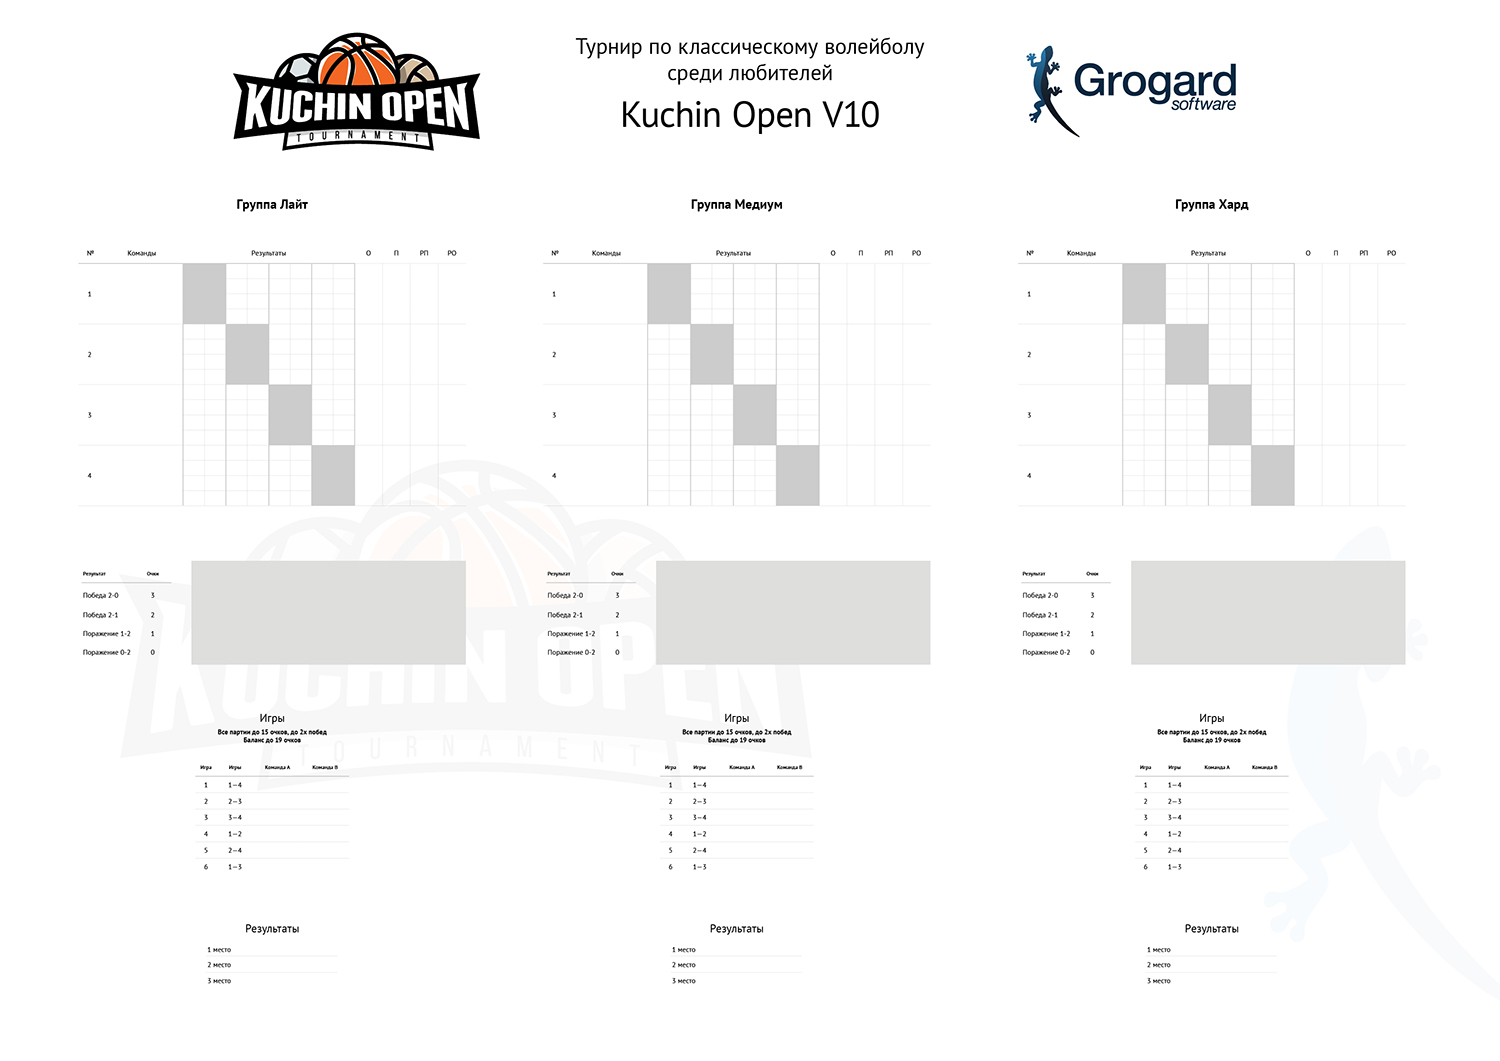 KUCHIN OPEN
TOURNAMENT
Турнир по классическому волейболу
среди любителей
Kuchin Open V10
Grogard
software
Группа Лайт
№ Команды Результаты О П РП РО
1
2
3
4
Результат Очки
Победа 2-0 3
Победа 2-1 2
Поражение 1-2 1
Поражение 0-2 0
Игры
Все партии до 15 очков, до 2х побед
Баланс до 19 очков
Игра Игры Команда А Команда В
1 1—4
2 2—3
3 3—4
4 1—2
5 2—4
6 1—3
Результаты
1 место
2 место
3 место
Группа Медиум
№ Команды Результаты О П РП РО
1
2
3
4
Результат Очки
Победа 2-0 3
Победа 2-1 2
Поражение 1-2 1
Поражение 0-2 0
Игры
Все партии до 15 очков, до 2х побед
Баланс до 19 очков
Игра Игры Команда А Команда В
1 1—4
2 2—3
3 3—4
4 1—2
5 2—4
6 1—3
Результаты
1 место
2 место
3 место
Группа Хард
№ Команды Результаты О П РП РО
1
2
3
4
Результат Очки
Победа 2-0 3
Победа 2-1 2
Поражение 1-2 1
Поражение 0-2 0
Игры
Все партии до 15 очков, до 2х побед
Баланс до 19 очков
Игра Игры Команда А Команда В
1 1—4
2 2—3
3 3—4
4 1—2
5 2—4
6 1—3
Результаты
1 место
2 место
3 место
KUCHIN OPEN
TOURNAMENT